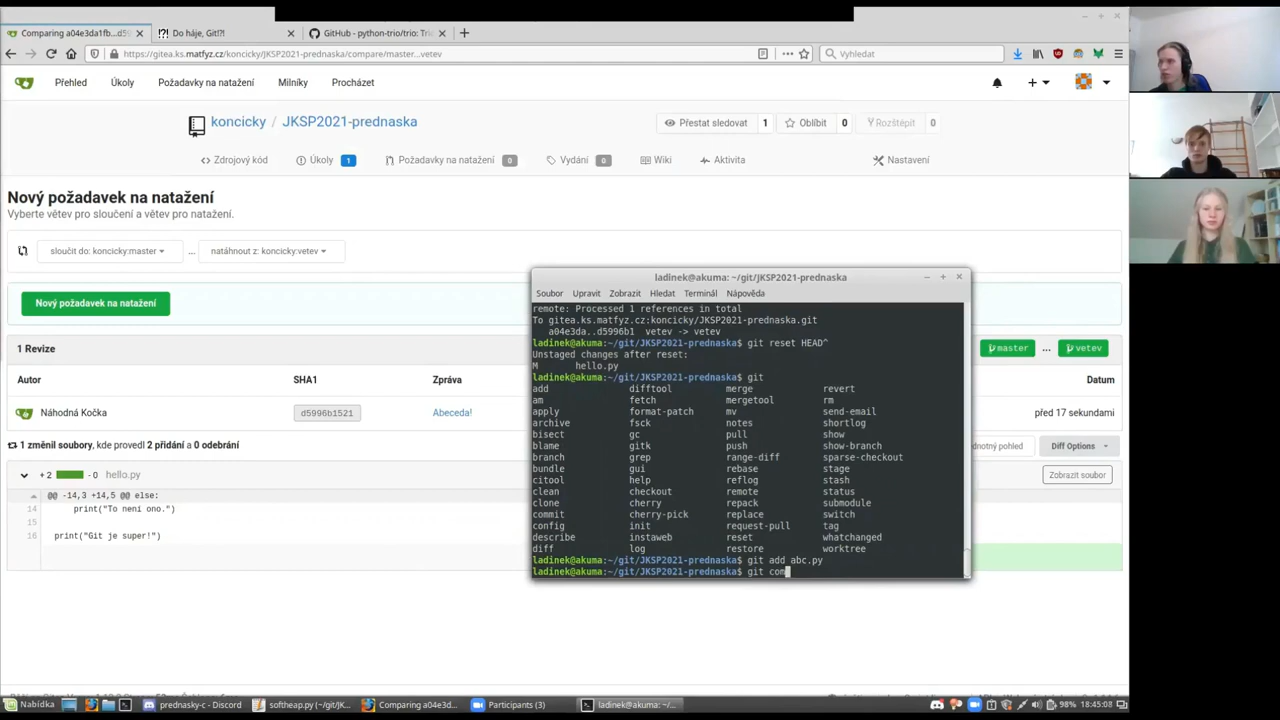 Comparing a04e3da1fb...d59
Do háje, Git!?!
GitHub - python-trio/trio: Tri
https://gitea.ks.matfyz.cz/koncicky/JKSP2021-prednaska/compare/master...vetev
Vyhledat
Přehled Úkoly Požadavky na natažení Milníky Procházet
koncicky / JKSP2021-prednaska
Přestat sledovat 1 Oblíbit 0 Rozštěpit 0
Zdrojový kód Úkoly 1 Požadavky na natažení 0 Vydání 0 Wiki Aktivita Nastavení
Nový požadavek na natažení
Vyberte větev pro sloučení a větev pro natažení.
sloučit do: koncicky:master ... natáhnout z: koncicky:vetev
Nový požadavek na natažení
1 Revize
master ... vetev
Autor SHA1 Zpráva Datum
Náhodná Kočka d5996b1521 Abeceda! před 17 sekundami
1 změnil soubory, kde provedl 2 přidání a 0 odebrání
dnotný pohled Diff Options
+ 2 - 0 hello.py
Zobrazit soubor
@@ -14,3 +14,5 @@ else:
14 print("To není ono.")
15
16 print("Git je super!")
ladinek@akuma: ~/git/JKSP2021-prednaska
Soubor Upravit Zobrazit Hledat Terminál Nápověda
remote: Processed 1 references in total
To gitea.ks.matfyz.cz:koncicky/JKSP2021-prednaska.git
a04e3da..d5996b1 vetev -> vetev
ladinek@akuma:~/git/JKSP2021-prednaska$ git reset HEAD^
Unstaged changes after reset:
M hello.py
ladinek@akuma:~/git/JKSP2021-prednaska$ git
add difftool merge revert
am fetch mergetool rm
apply format-patch mv send-email
archive fsck notes shortlog
bisect gc pull show
blame gitk push show-branch
branch grep range-diff sparse-checkout
bundle gui rebase stage
citool help reflog stash
clean checkout remote status
clone cherry repack submodule
commit cherry-pick replace switch
config init request-pull tag
describe instaweb reset whatchanged
diff log restore worktree
ladinek@akuma:~/git/JKSP2021-prednaska$ git add abc.py
ladinek@akuma:~/git/JKSP2021-prednaska$ git com
Nabídka
prednasky-c - Discord
softheap.py (~/git/JK...
Comparing a04e3da1fb...d...
Participants (3)
ladinek@akuma: ~/...
98% 18:45:08